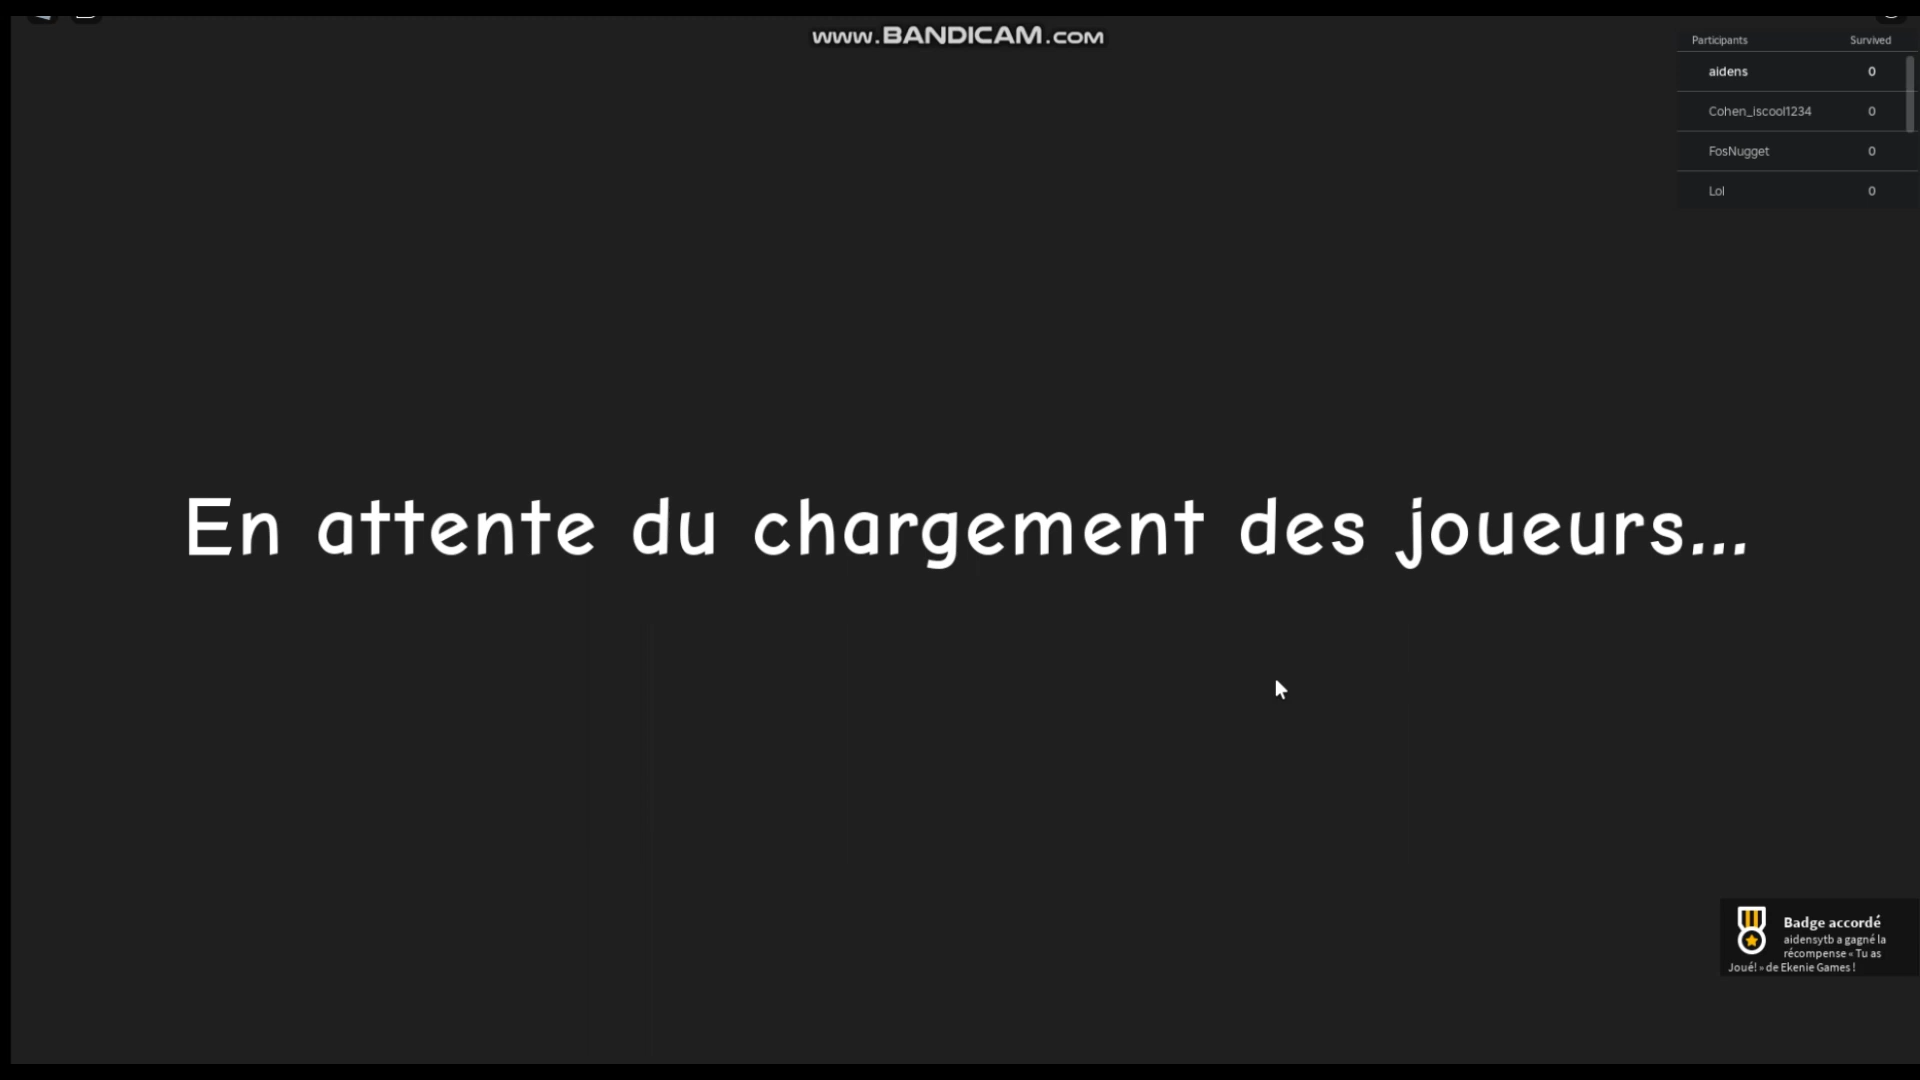 www.BANDICAM.COM
Participants Survived
aidens 0
Cohen_iscool1234 0
FosNugget 0
Lol 0
En attente du chargement des joueurs...
Badge accordé
aidensytb a gagné la
récompense « Tu as
Joué! » de Ekenie Games !